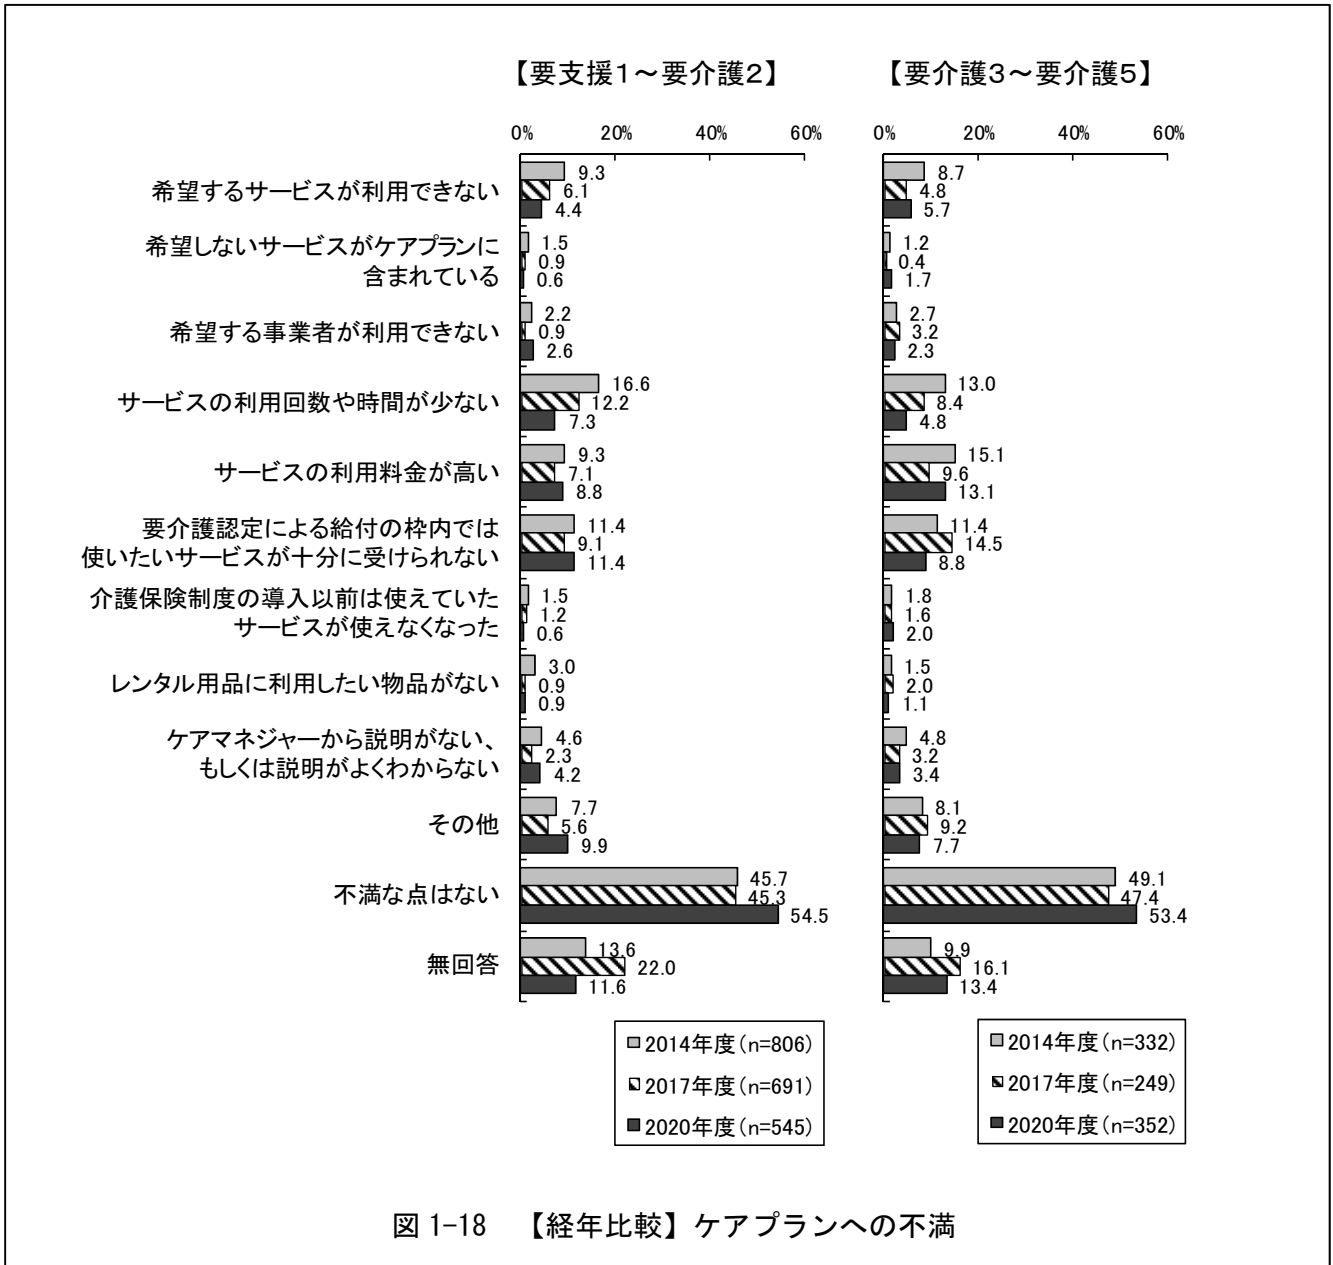 【要支援1～要介護2】 【要介護3～要介護5】
0% 20% 40% 60% 0% 20% 40% 60%
希望するサービスが利用できない 9.3 6.1 4.4 8.7 4.8 5.7
希望しないサービスがケアプランに
含まれている 1.5 0.9 0.6 1.2 0.4 1.7
希望する事業者が利用できない 2.2 0.9 2.6 2.7 3.2 2.3
サービスの利用回数や時間が少ない 16.6 12.2 7.3 13.0 8.4 4.8
サービスの利用料金が高い 9.3 7.1 8.8 15.1 9.6 13.1
要介護認定による給付の枠内では
使いたいサービスが十分に受けられない 11.4 9.1 11.4 11.4 14.5 8.8
介護保険制度の導入以前は使えていた
サービスが使えなくなった 1.5 1.2 0.6 1.8 1.6 2.0
レンタル用品に利用したい物品がない 3.0 0.9 0.9 1.5 2.0 1.1
ケアマネジャーから説明がない、
もしくは説明がよくわからない 4.6 2.3 4.2 4.8 3.2 3.4
その他 7.7 5.6 9.9 8.1 9.2 7.7
不満な点はない 45.7 45.3 54.5 49.1 47.4 53.4
無回答 13.6 22.0 11.6 9.9 16.1 13.4
2014年度(n=806)
2017年度(n=691)
2020年度(n=545)
2014年度(n=332)
2017年度(n=249)
2020年度(n=352)
図 1-18 【経年比較】ケアプランへの不満